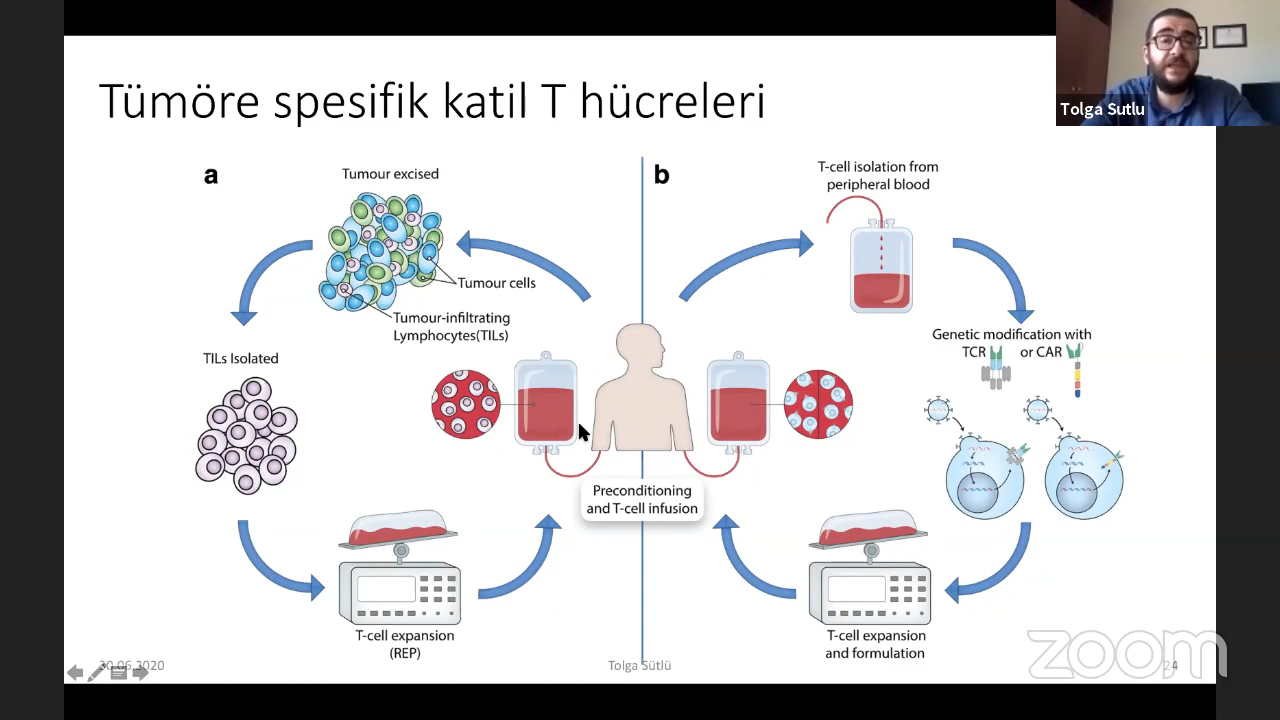 Tümöre spesifik katil T hücreleri
Tolga Sutlu
a
Tumour excised
Tumour cells
Tumour-infiltrating
Lymphocytes(TILs)
TILs Isolated
T-cell expansion
(REP)
b
T-cell isolation from
peripheral blood
Genetic modification with
TCR or CAR
T-cell expansion
and formulation
Preconditioning
and T-cell infusion
30.06.2020
Tolga Sütlü
24
zoom